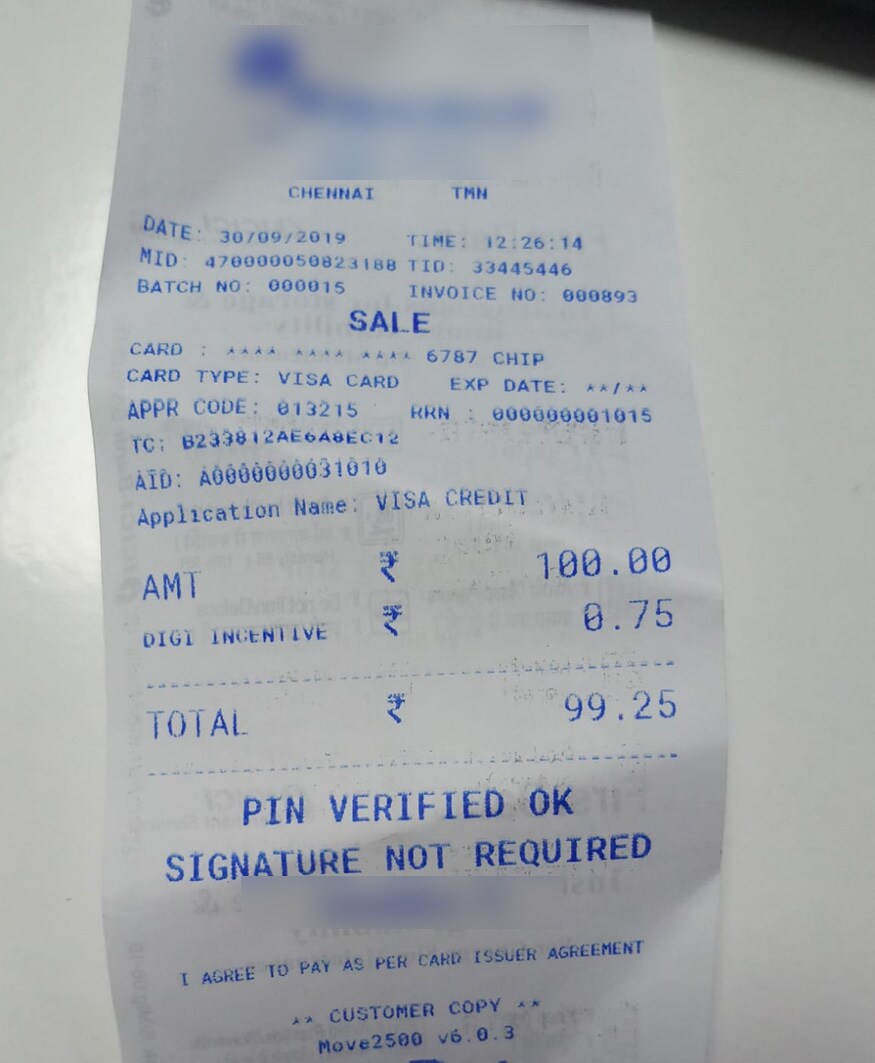 CHENNAI TMN
DATE: 30/09/2019 TIME: 12:26:14
MID: 470000050823188 TID: 33445446
BATCH NO: 000015 INVOICE NO: 000893
SALE
CARD : **** **** **** 6787 CHIP
CARD TYPE: VISA CARD EXP DATE: **/**
APPR CODE: 013215 RRN : 000000001015
TC: B233812AE6A8EC12
AID: A0000000031010
Application Name: VISA CREDIT
AMT ₹ 100.00
DIGI INCENTIVE ₹ 0.75
TOTAL ₹ 99.25
PIN VERIFIED OK
SIGNATURE NOT REQUIRED
I AGREE TO PAY AS PER CARD ISSUER AGREEMENT
** CUSTOMER COPY **
Move2500 v6.0.3